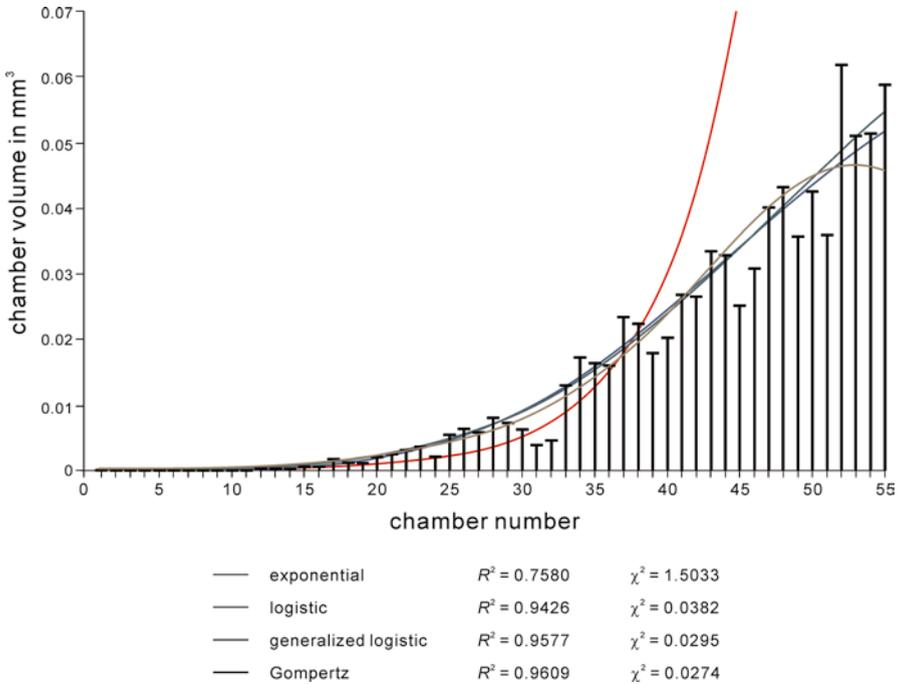 0.07
0.06
0.05
0.04
0.03
0.02
0.01
0
chamber volume in mm³
0 5 10 15 20 25 30 35 40 45 50 55
chamber number
exponential R² = 0.7580 χ² = 1.5033
logistic R² = 0.9426 χ² = 0.0382
generalized logistic R² = 0.9577 χ² = 0.0295
Gompertz R² = 0.9609 χ² = 0.0274